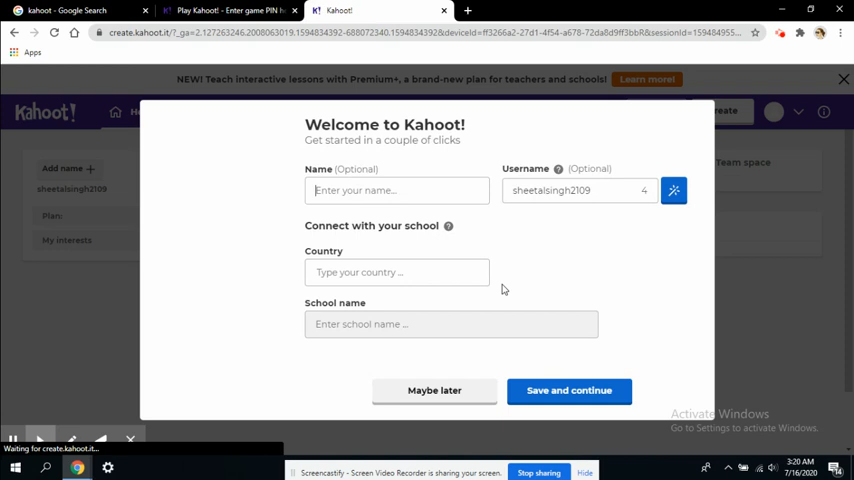 kahoot - Google Search
K! Play Kahoot! - Enter game PIN h
K! Kahoot!
create.kahoot.it/?_ga=2.127263246.2008063019.1594834392-688072340.1594834392&deviceId=ff3266a2-27d1-4f54-a678-72da8d9ff3bbR&sessionId=159484955
Apps
NEW! Teach interactive lessons with Premium+, a brand-new plan for teachers and schools! Learn more!
Kahoot!
Add name +
sheetalsingh2109
Plan:
My interests
Team space
Welcome to Kahoot!
Get started in a couple of clicks
Name (Optional)
Username ? (Optional)
Enter your name...
sheetalsingh2109 4
Connect with your school ?
Country
Type your country ...
School name
Enter school name ...
Maybe later
Save and continue
Activate Windows
Go to Settings to activate Windows.
Waiting for create.kahoot.it...
Screencastify - Screen Video Recorder is sharing your screen. Stop sharing Hide
3:20 AM
7/16/2020
14